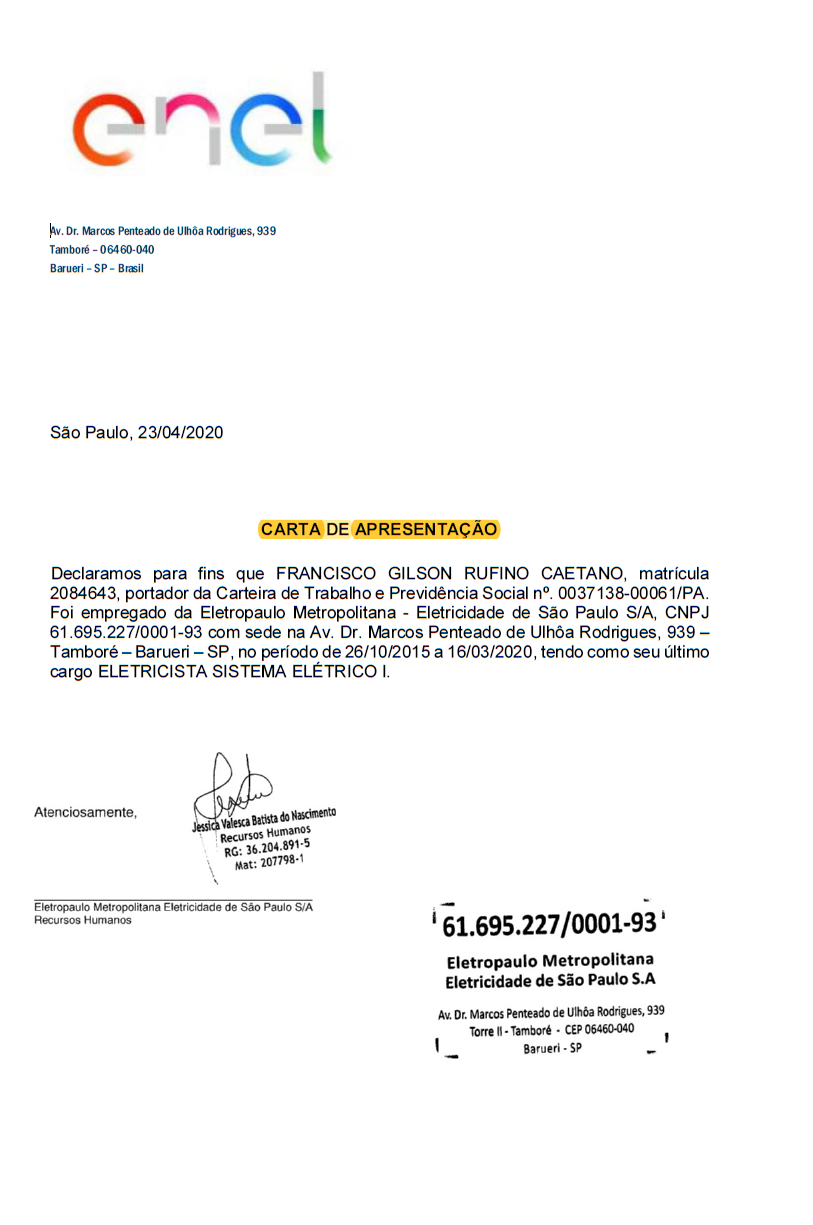 enel
Av. Dr. Marcos Penteado de Ulhôa Rodrigues, 939
Tamboré – 06460-040
Barueri – SP – Brasil
São Paulo, 23/04/2020
CARTA DE APRESENTAÇÃO
Declaramos para fins que FRANCISCO GILSON RUFINO CAETANO, matrícula
2084643, portador da Carteira de Trabalho e Previdência Social nº. 0037138-00061/PA.
Foi empregado da Eletropaulo Metropolitana - Eletricidade de São Paulo S/A, CNPJ
61.695.227/0001-93 com sede na Av. Dr. Marcos Penteado de Ulhôa Rodrigues, 939 –
Tamboré – Barueri – SP, no período de 26/10/2015 a 16/03/2020, tendo como seu último
cargo ELETRICISTA SISTEMA ELÉTRICO I.
Atenciosamente,
Jessica Valesca Batista do Nascimento
Recursos Humanos
RG: 36.204.891-5
Mat: 207798-1
Eletropaulo Metropolitana Eletricidade de São Paulo S/A
Recursos Humanos
61.695.227/0001-93
Eletropaulo Metropolitana
Eletricidade de São Paulo S.A
Av. Dr. Marcos Penteado de Ulhôa Rodrigues, 939
Torre II - Tamboré - CEP 06460-040
Barueri - SP